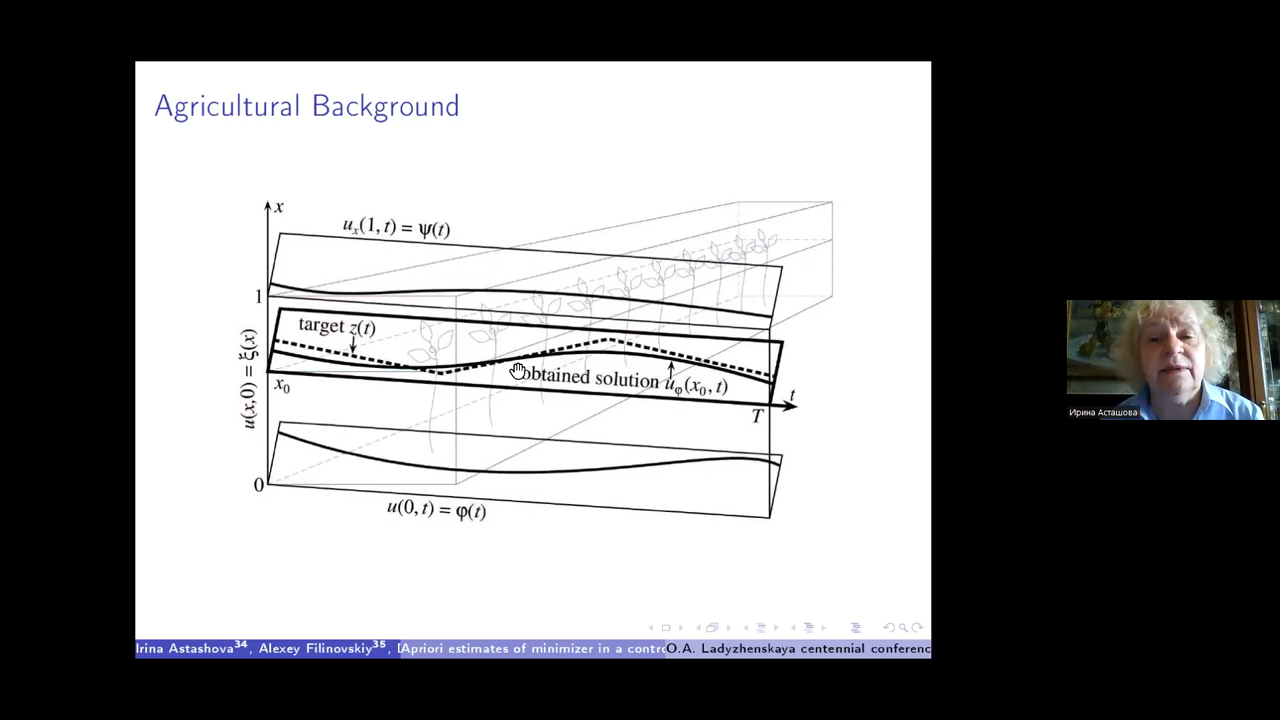 Agricultural Background
x
uₓ(1, t) = ψ(t)
1
target z(t)
u(x,0) = ξ(x)
x₀
obtained solution u_φ(x₀, t)
t
T
0
u(0, t) = φ(t)
Ирина Асташова
Irina Astashova³⁴, Alexey Filinovskiy³⁵,
Apriori estimates of minimizer in a contro
O.A. Ladyzhenskaya centennial conferenc